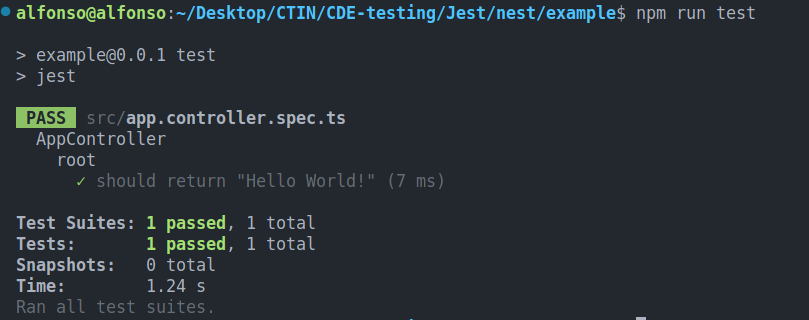 alfonso@alfonso:~/Desktop/CTIN/CDE-testing/Jest/nest/example$ npm run test
> example@0.0.1 test
> jest
PASS src/app.controller.spec.ts
AppController
root
✓ should return "Hello World!" (7 ms)
Test Suites: 1 passed, 1 total
Tests: 1 passed, 1 total
Snapshots: 0 total
Time: 1.24 s
Ran all test suites.